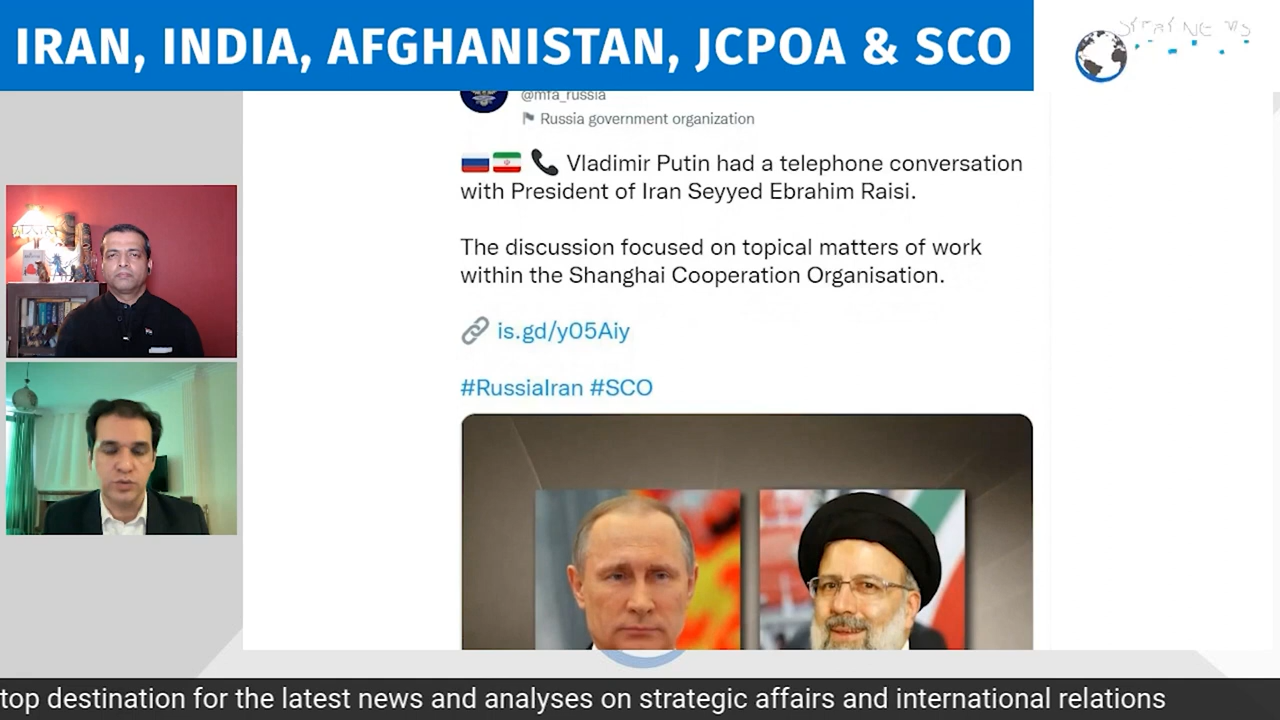 IRAN, INDIA, AFGHANISTAN, JCPOA & SCO
@mfa_russia
Russia government organization
Vladimir Putin had a telephone conversation
with President of Iran Seyyed Ebrahim Raisi.
The discussion focused on topical matters of work
within the Shanghai Cooperation Organisation.
is.gd/y05Aiy
#RussiaIran #SCO
top destination for the latest news and analyses on strategic affairs and international relations